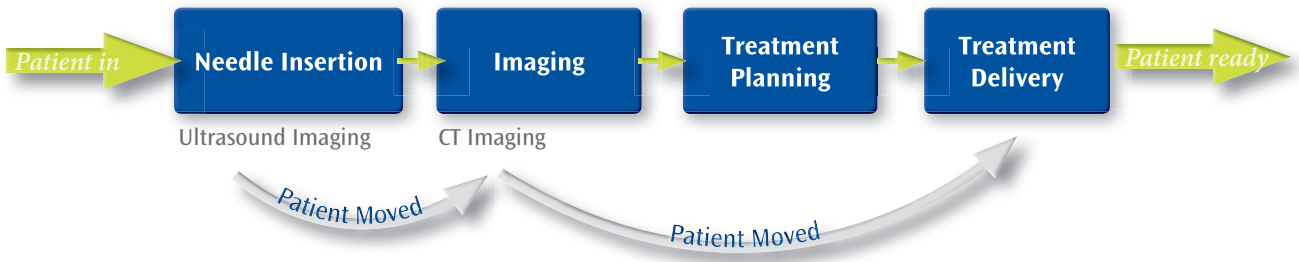 Patient in
Needle Insertion
Imaging
Treatment
Planning
Treatment
Delivery
Patient ready
Ultrasound Imaging
CT Imaging
Patient Moved
Patient Moved